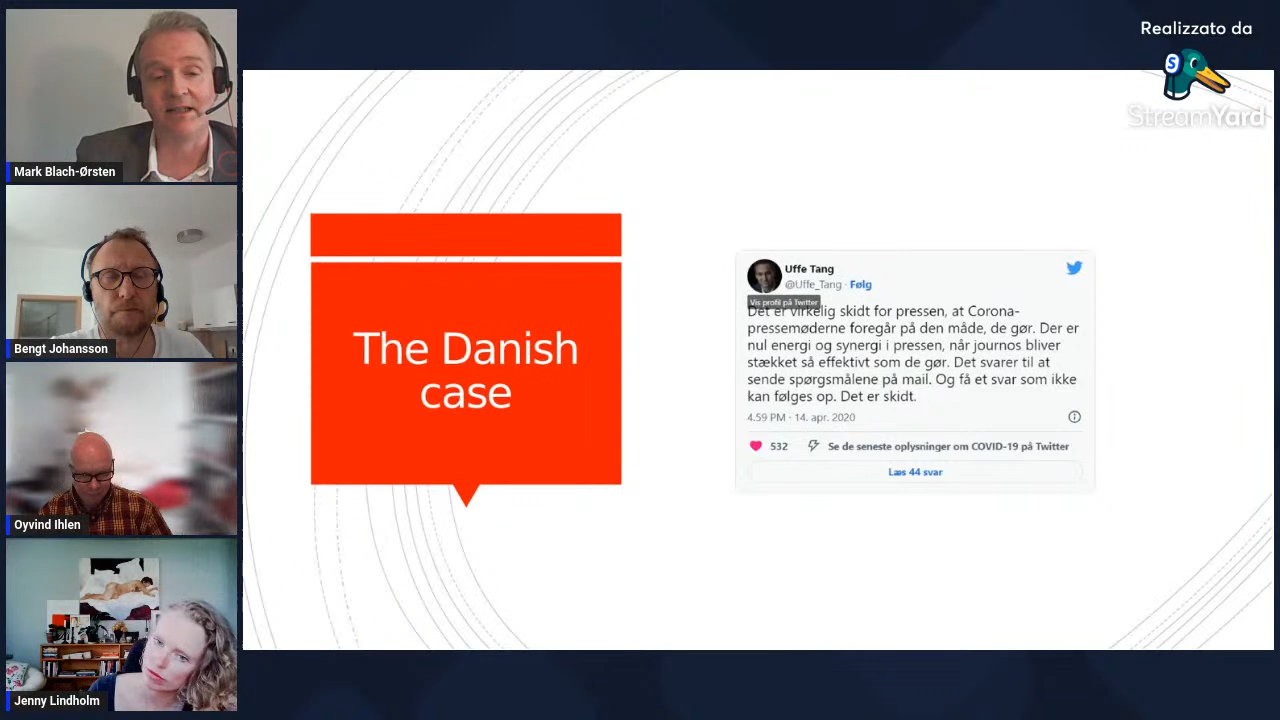 Realizzato da
StreamYard
Mark Blach-Ørsten
Bengt Johansson
Oyvind Ihlen
Jenny Lindholm
The Danish
case
Uffe Tang
@Uffe_Tang · Følg
Vis profil på Twitter
Det er virkelig skidt for pressen, at Corona-
pressemøderne foregår på den måde, de gør. Der er
nul energi og synergi i pressen, når journos bliver
stækket så effektivt som de gør. Det svarer til at
sende spørgsmålene på mail. Og få et svar som ikke
kan følges op. Det er skidt.
4.59 PM · 14. apr. 2020
532 Se de seneste oplysninger om COVID-19 på Twitter
Læs 44 svar